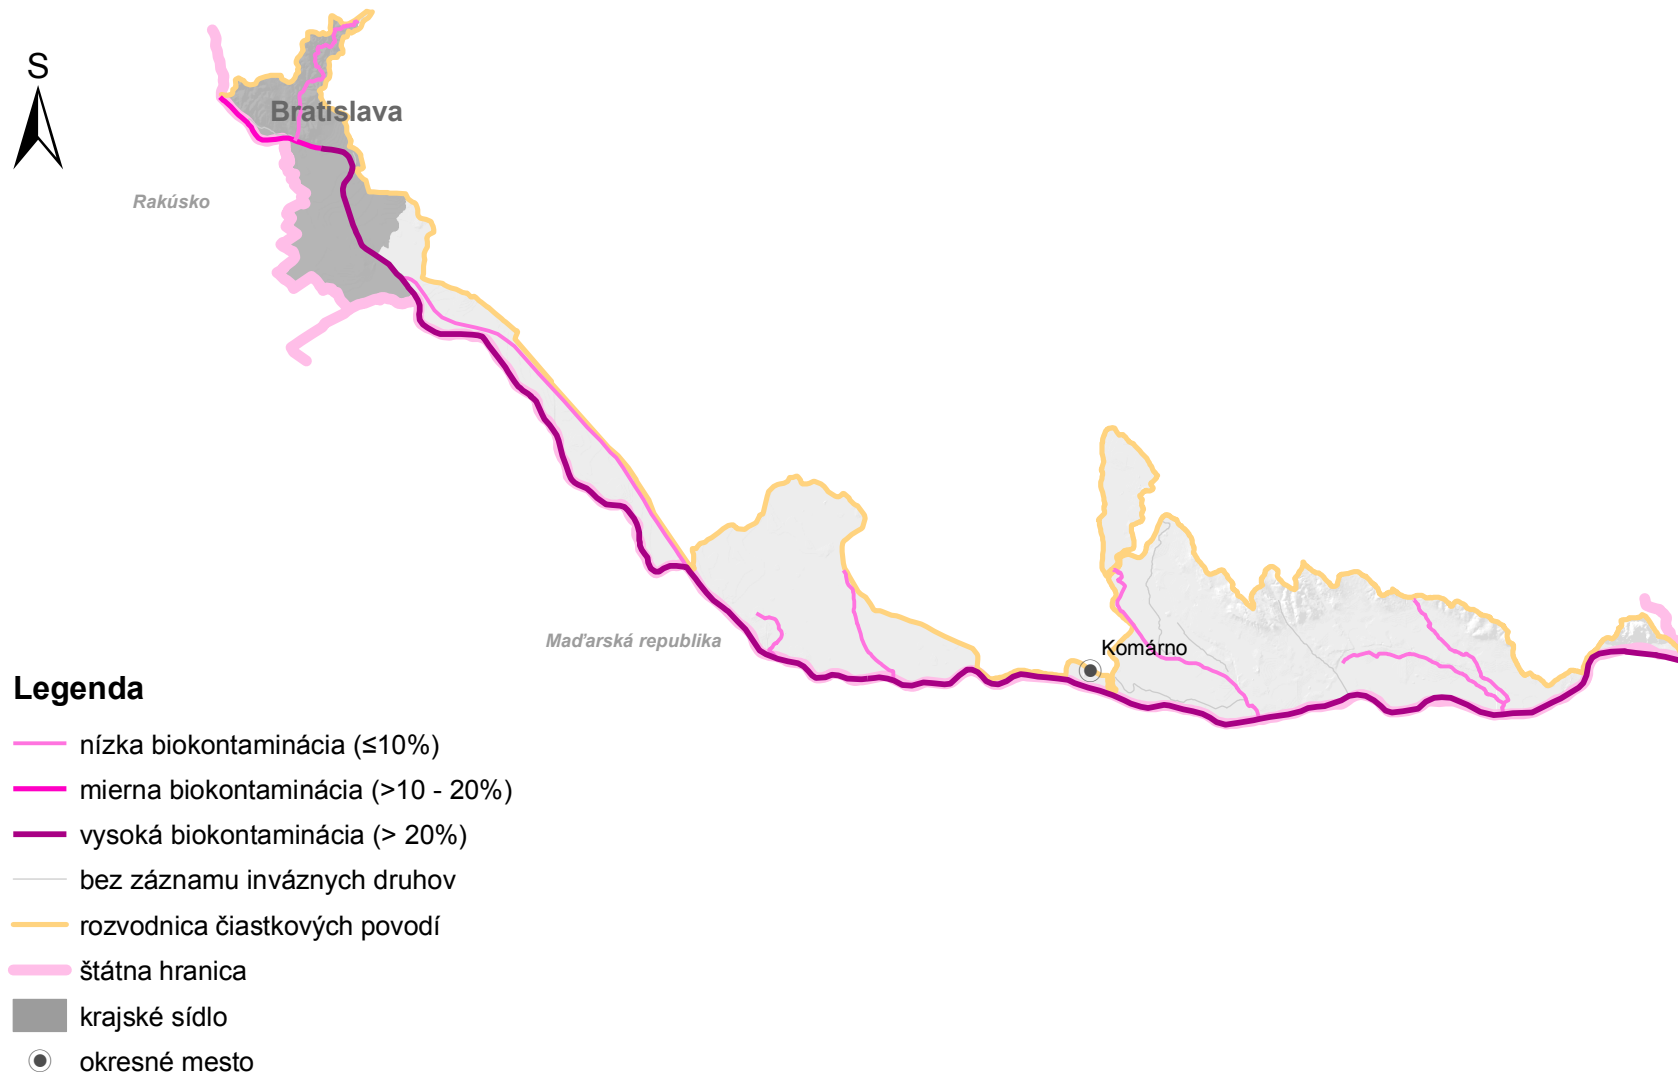 S
Bratislava
Rakúsko
Maďarská republika
Komárno
Legenda
nízka biokontaminácia (≤10%)
mierna biokontaminácia (>10 - 20%)
vysoká biokontaminácia (> 20%)
bez záznamu inváznych druhov
rozvodnica čiastkových povodí
štátna hranica
krajské sídlo
okresné mesto